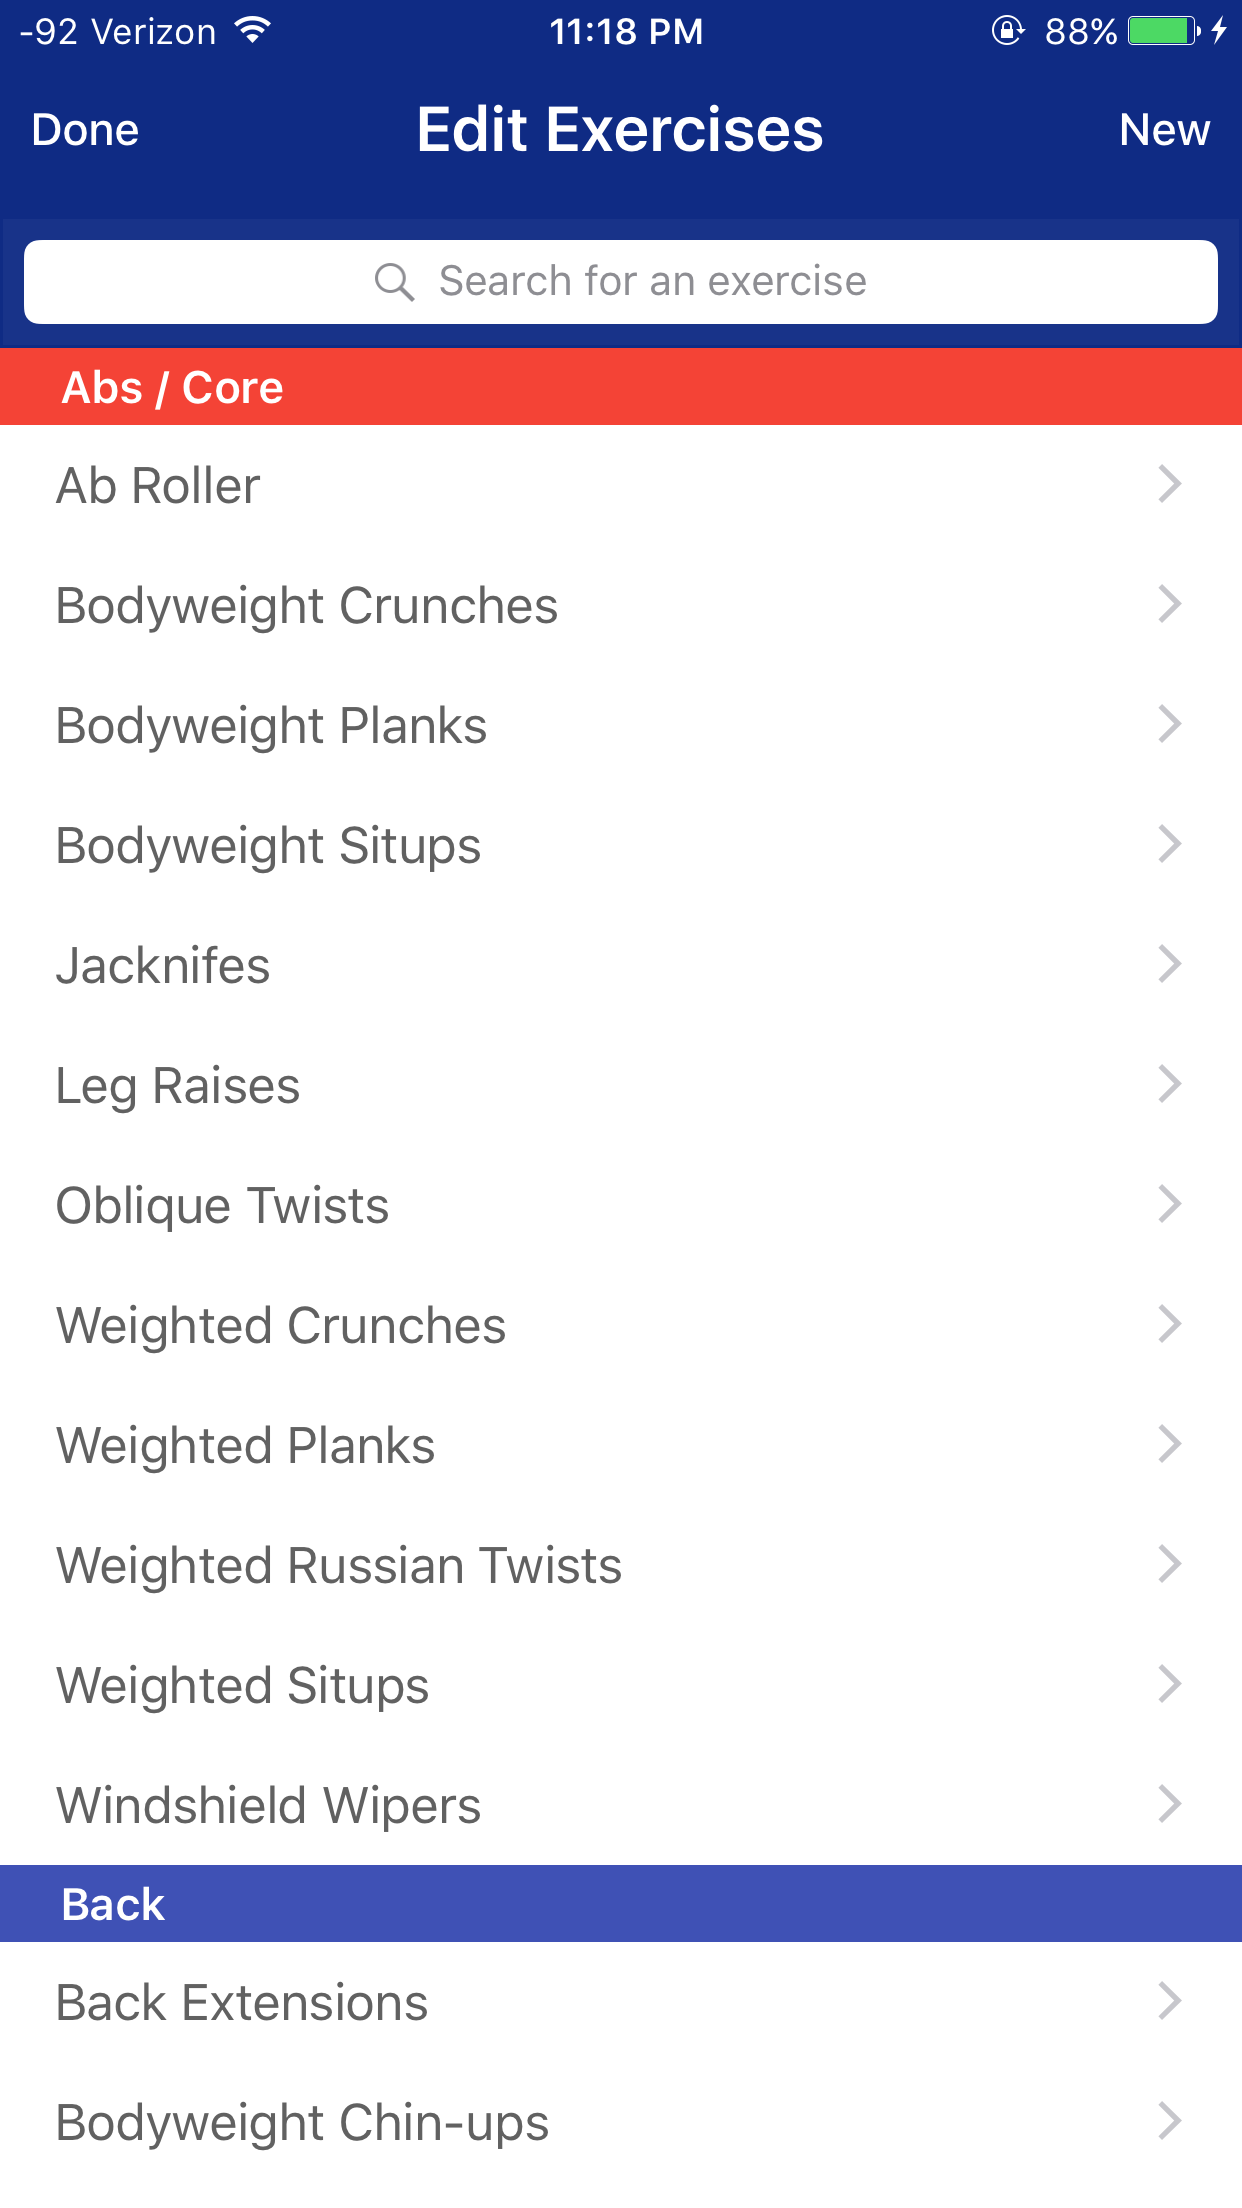 -92 Verizon 11:18 PM 88%
Done Edit Exercises New
Search for an exercise
Abs / Core
Ab Roller
Bodyweight Crunches
Bodyweight Planks
Bodyweight Situps
Jacknifes
Leg Raises
Oblique Twists
Weighted Crunches
Weighted Planks
Weighted Russian Twists
Weighted Situps
Windshield Wipers
Back
Back Extensions
Bodyweight Chin-ups